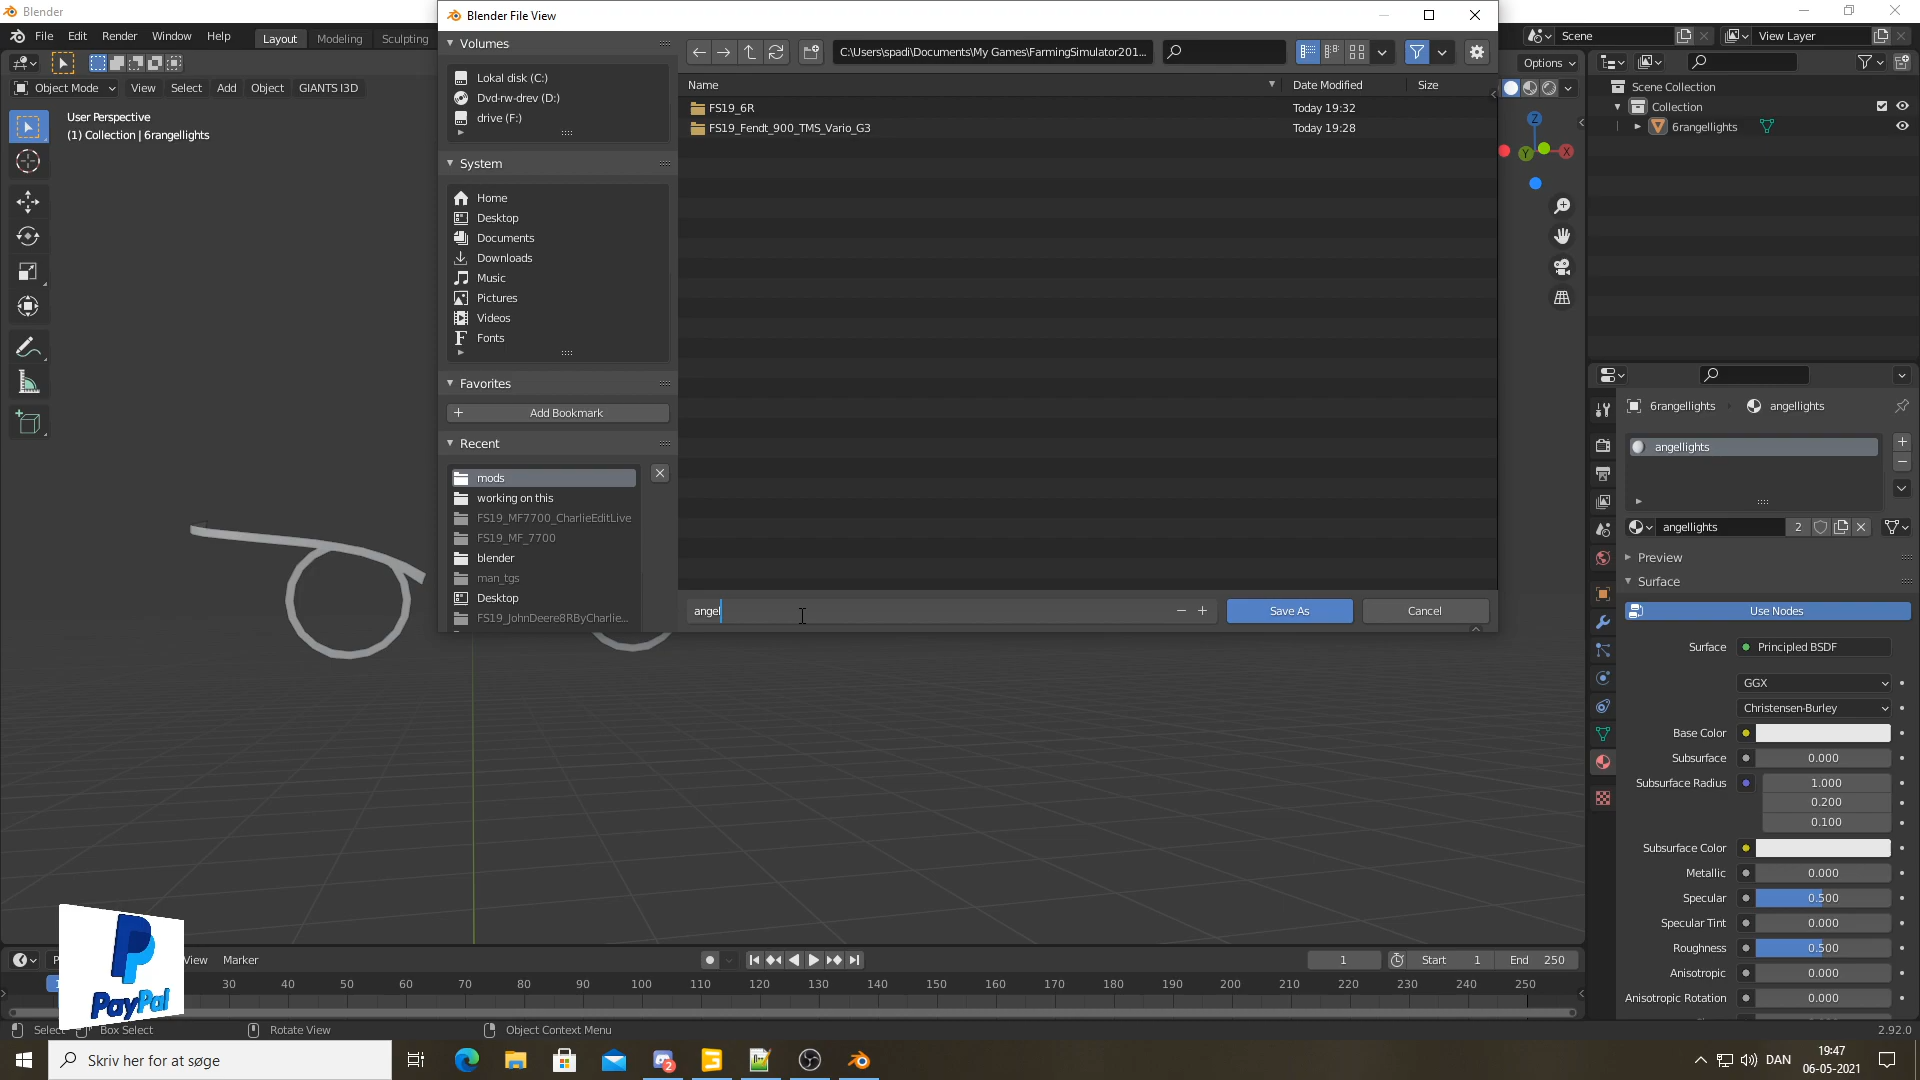 Blender
Blender File View
File Edit Render Window Help Layout Modeling Sculpting
Scene View Layer
Object Mode View Select Add Object GIANTS I3D
Options
User Perspective
(1) Collection | 6rangellights
Volumes
Lokal disk (C:)
Dvd-rw-drev (D:)
drive (F:)
System
Home
Desktop
Documents
Downloads
Music
Pictures
Videos
Fonts
Favorites
Add Bookmark
Recent
mods
working on this
FS19_MF7700_CharlieEditLive
FS19_MF_7700
blender
man_tgs
Desktop
FS19_JohnDeere8RByCharlie...
C:\Users\spadi\Documents\My Games\FarmingSimulator201...
Name Date Modified Size
FS19_6R Today 19:32
FS19_Fendt_900_TMS_Vario_G3 Today 19:28
angel
Save As Cancel
Z
Y X
Scene Collection
Collection
6rangellights
6rangellights angellights
angellights
angellights 2
Preview
Surface
Use Nodes
Surface Principled BSDF
GGX
Christensen-Burley
Base Color
Subsurface 0.000
Subsurface Radius 1.000
0.200
0.100
Subsurface Color
Metallic 0.000
Specular 0.500
Specular Tint 0.000
Roughness 0.500
Anisotropic 0.000
Anisotropic Rotation 0.000
View Marker
1 Start 1 End 250
30 40 50 60 70 80 90 100 110 120 130 140 150 160 170 180 190 200 210 220 230 240 250
PayPal
Select Box Select Rotate View Object Context Menu 2.92.0
Skriv her for at søge
2
DAN
19:47
06-05-2021